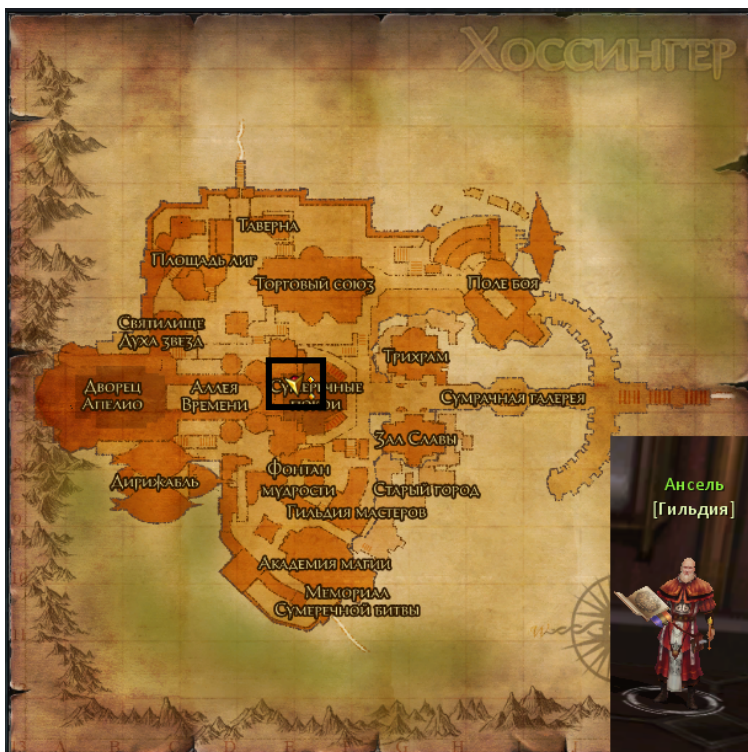 Хоссингер
Таверна
Площадь лиг
Торговый союз
Поле боя
Святилище
Духа звезд
Трихрам
Дворец
Апелио
Аллея
Времени
Сумеречные
Сумрачная галерея
Зал Славы
Дирижабль
Фонтан
мудрости
Старый город
Гильдия мастеров
Академия магии
Мемориал
Сумеречной битвы
Ансель
[Гильдия]